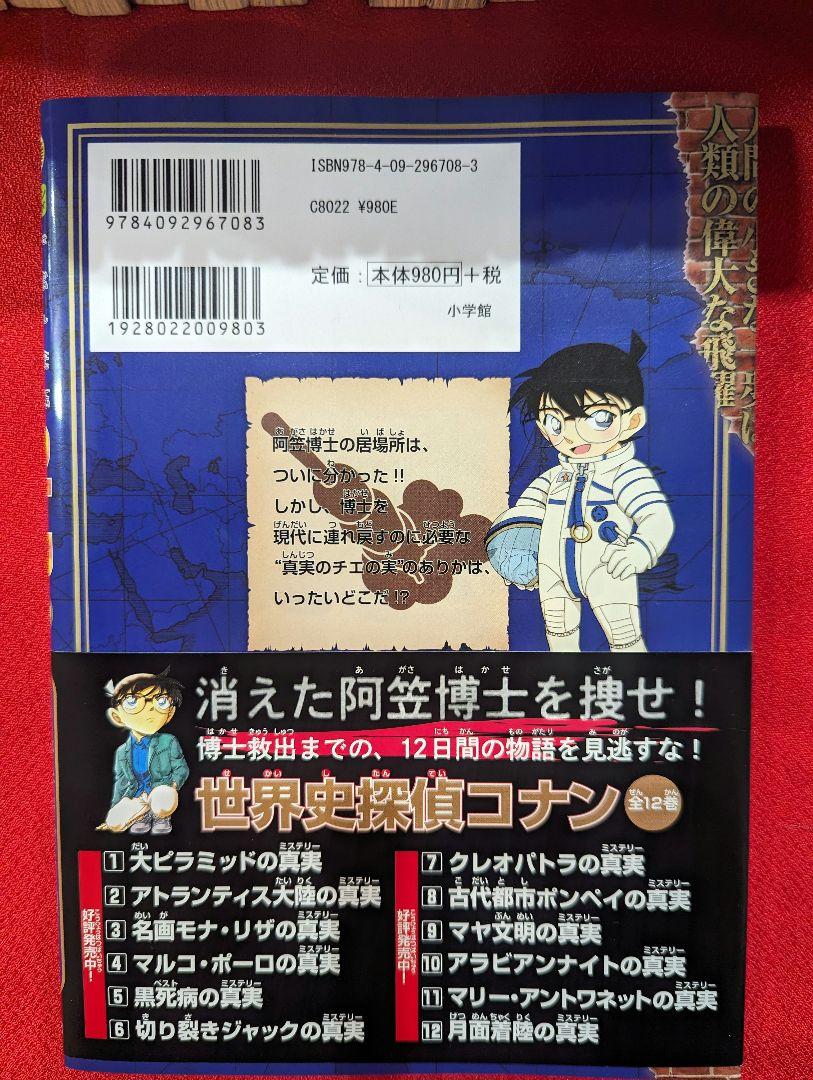 ISBN978-4-09-296708-3
9784092967083
C8022 ¥980E
定価：本体980円+税
1928022009803
小学館
人類の偉大な飛躍
阿笠博士の居場所は、
ついに分かった!!
しかし、博士を
現代に連れ戻すのに必要な
“真実のチエの実”のありかは、
いったいどこだ!?
消えた阿笠博士を捜せ！
博士救出までの、12日間の物語を見逃すな！
世界史探偵コナン 全12巻
好評発売中！
1 大ピラミッドの真実
2 アトランティス大陸の真実
3 名画モナ・リザの真実
4 マルコ・ポーロの真実
5 黒死病の真実
6 切り裂きジャックの真実
好評発売中！
7 クレオパトラの真実
8 古代都市ポンペイの真実
9 マヤ文明の真実
10 アラビアンナイトの真実
11 マリー・アントワネットの真実
12 月面着陸の真実